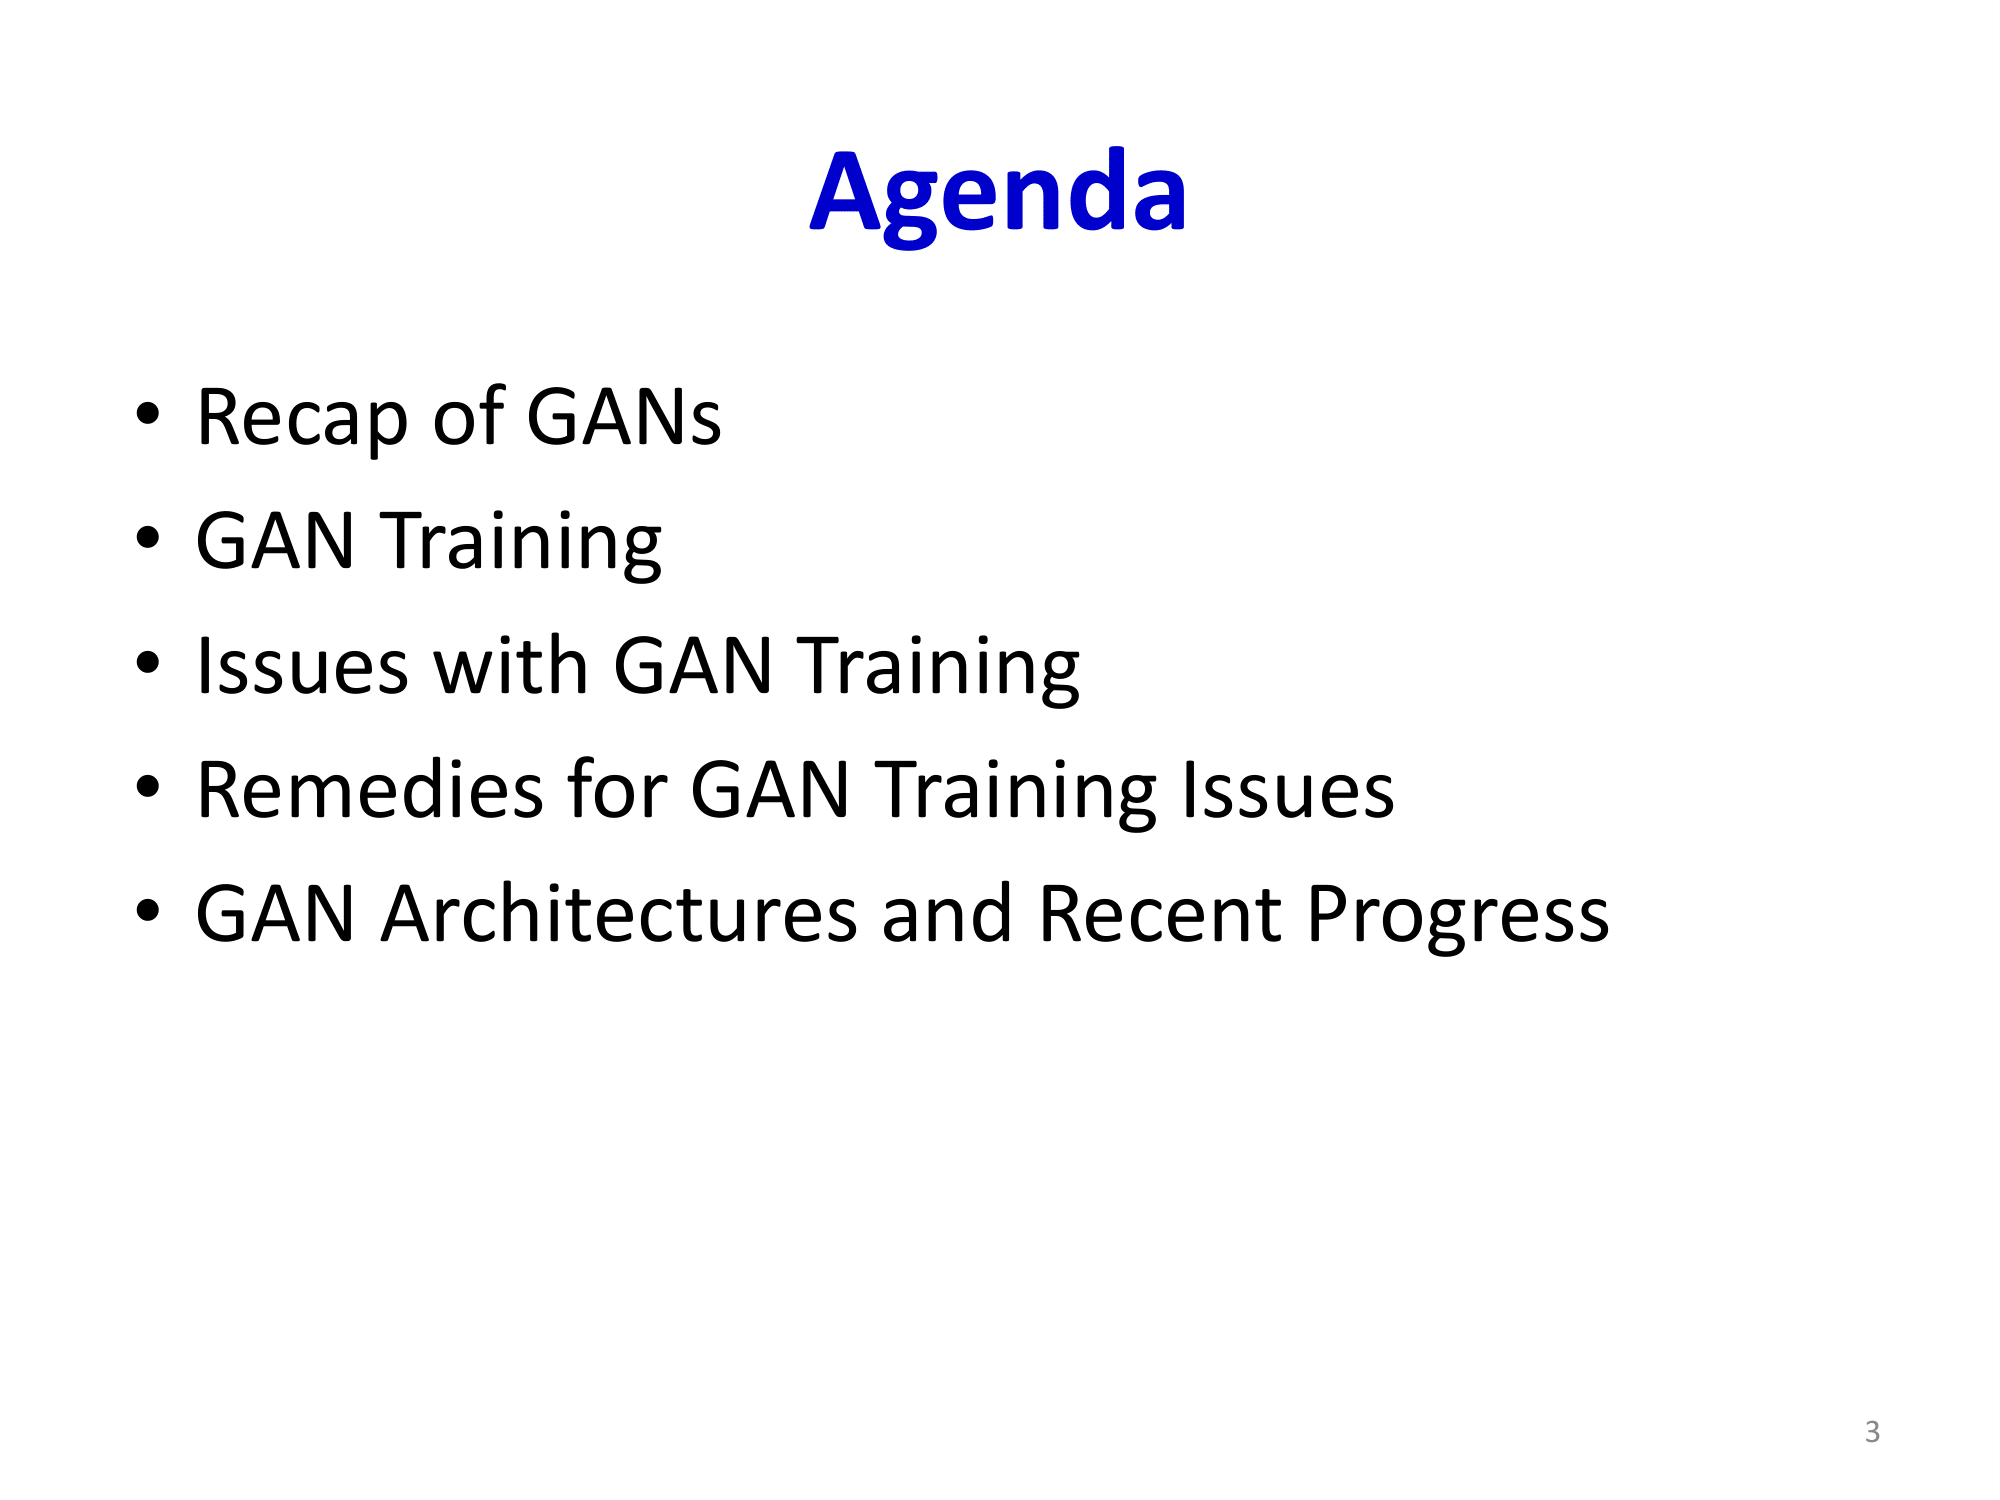 Agenda
• Recap of GANs
• GAN Training
• Issues with GAN Training
• Remedies for GAN Training Issues
• GAN Architectures and Recent Progress
3